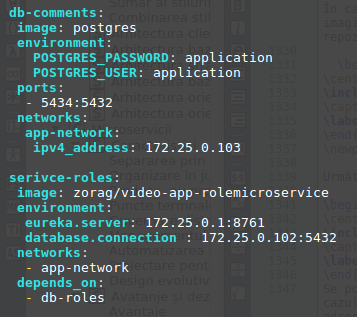 db-comments:
image: postgres
environment:
POSTGRES_PASSWORD: application
POSTGRES_USER: application
ports:
- 5434:5432
networks:
app-network:
ipv4_address: 172.25.0.103
serivce-roles:
image: zorag/video-app-rolemicroservice
environment:
eureka.server: 172.25.0.1:8761
database.connection : 172.25.0.102:5432
networks:
- app-network
depends_on:
- db-roles